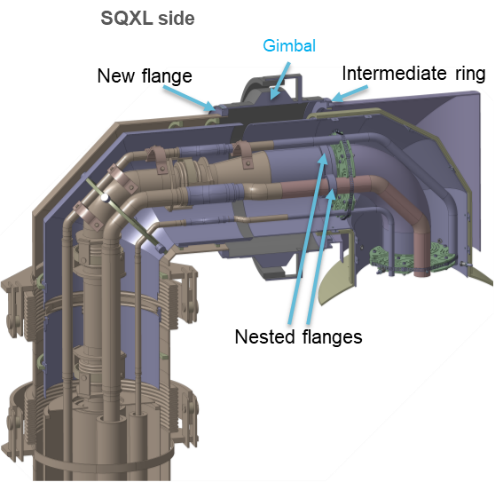 SQXL side
Gimbal
New flange
Intermediate ring
Nested flanges